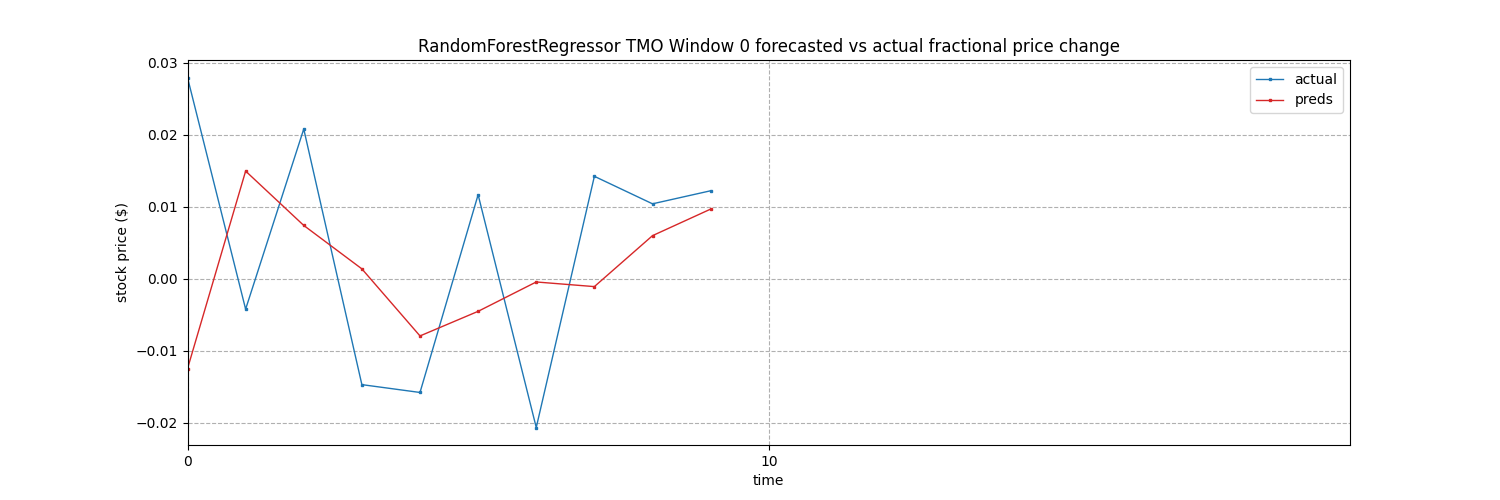 RandomForestRegressor TMO Window 0 forecasted vs actual fractional price change
0.03
0.02
0.01
0.00
−0.01
−0.02
stock price ($)
actual
preds
0
10
time